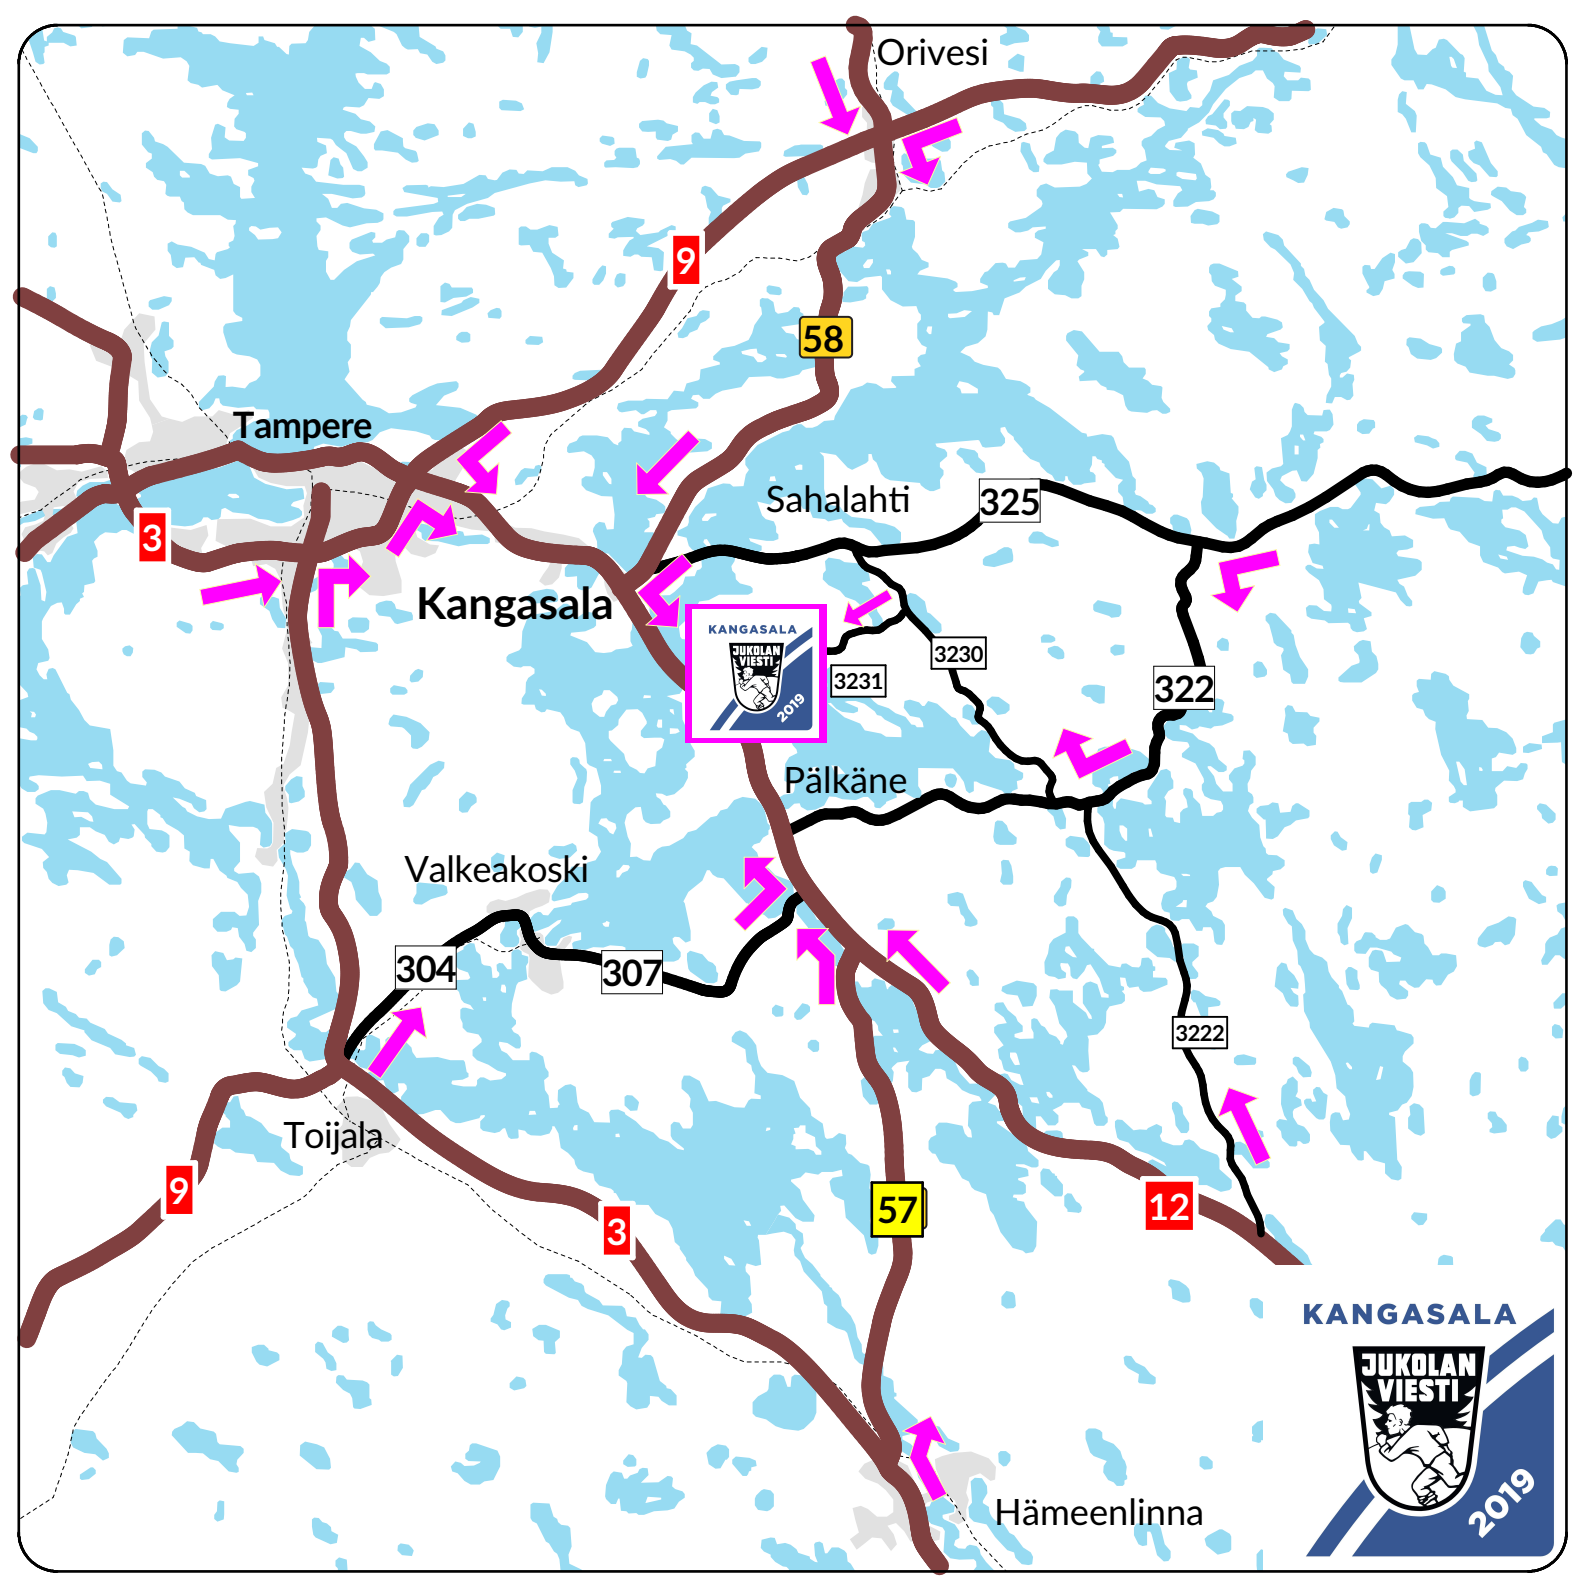 Orivesi
9
58
Tampere
Sahalahti
325
3
Kangasala
KANGASALA
JUKOLAN
VIESTI
2019
3230
3231
322
Pälkäne
Valkeakoski
304
307
3222
Toijala
9
3
57
12
KANGASALA
JUKOLAN
VIESTI
2019
Hämeenlinna